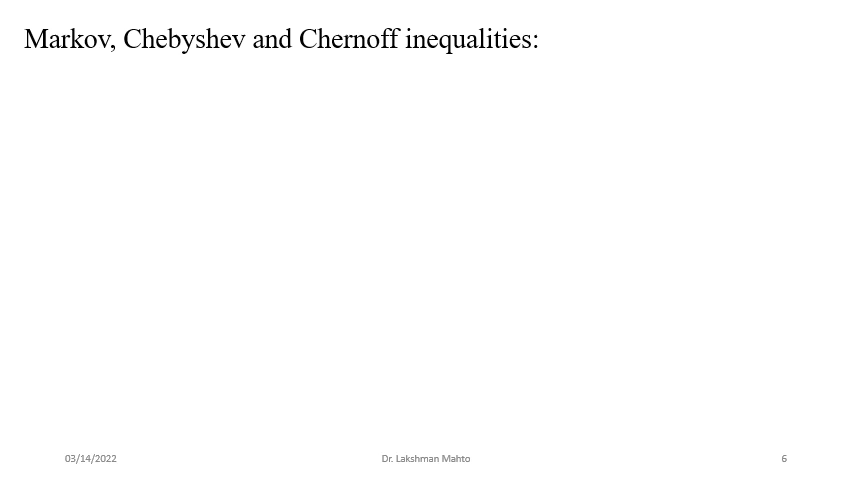 Markov, Chebyshev and Chernoff inequalities:
03/14/2022
Dr. Lakshman Mahto
6